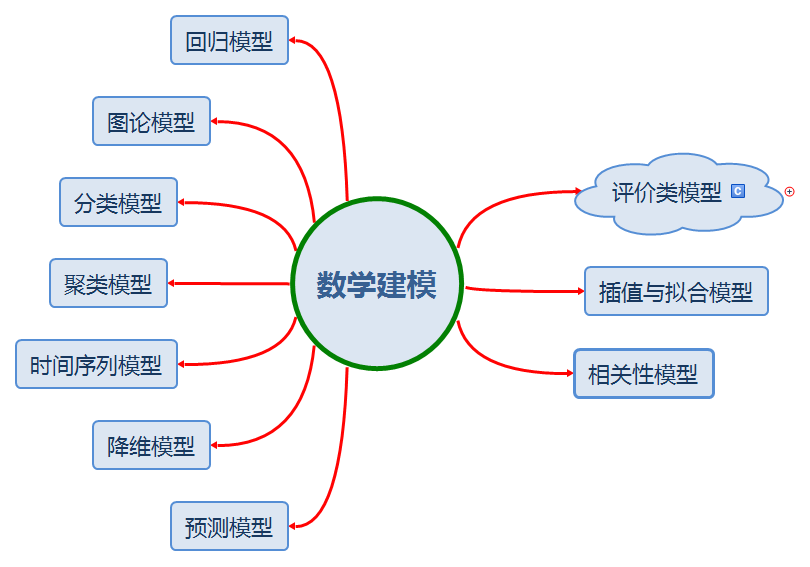 回归模型
图论模型
分类模型
聚类模型
时间序列模型
降维模型
预测模型
数学建模
评价类模型 C
插值与拟合模型
相关性模型